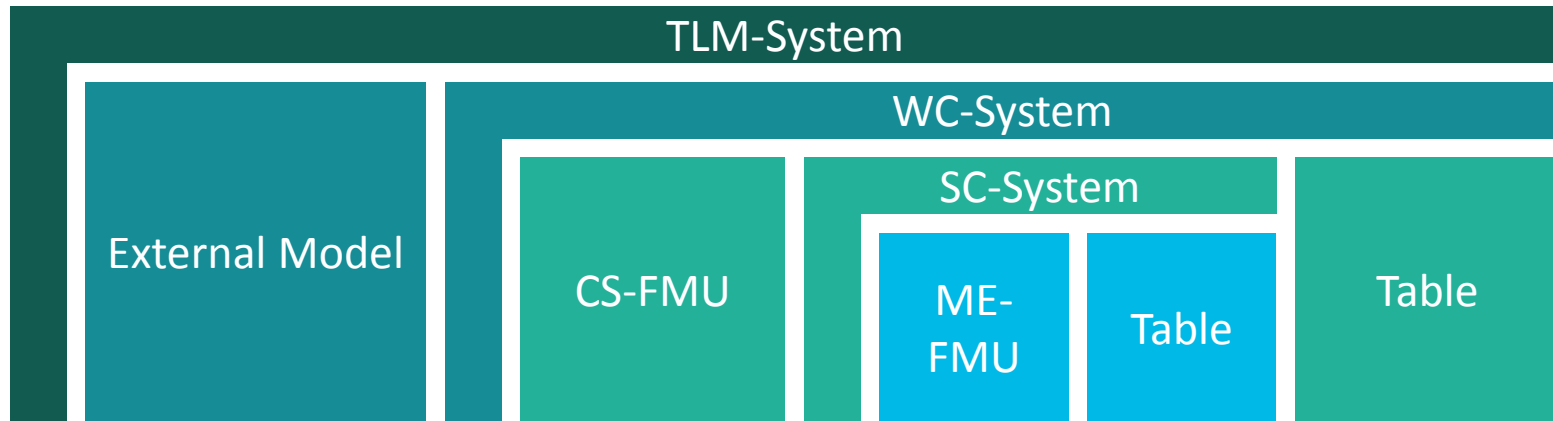 TLM-System
WC-System
SC-System
External Model
CS-FMU
ME-
FMU
Table
Table